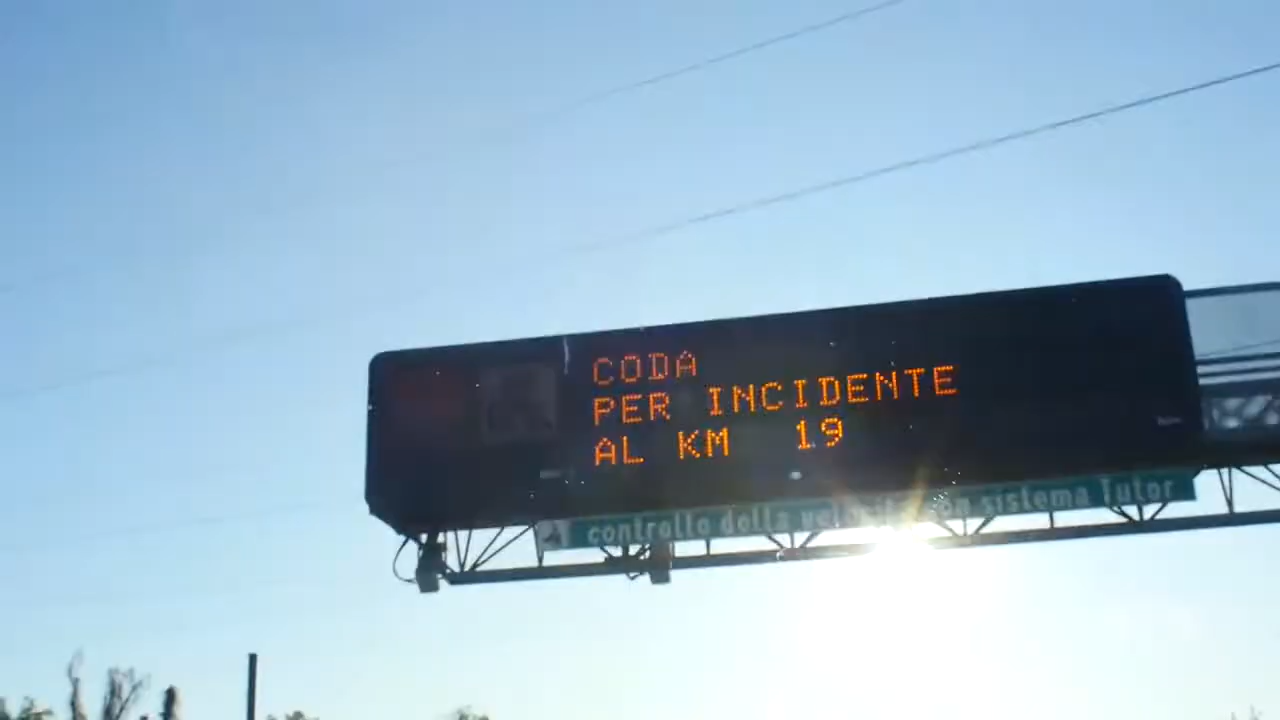 CODA
PER INCIDENTE
AL KM 19
controllo della velocità con sistema Tutor